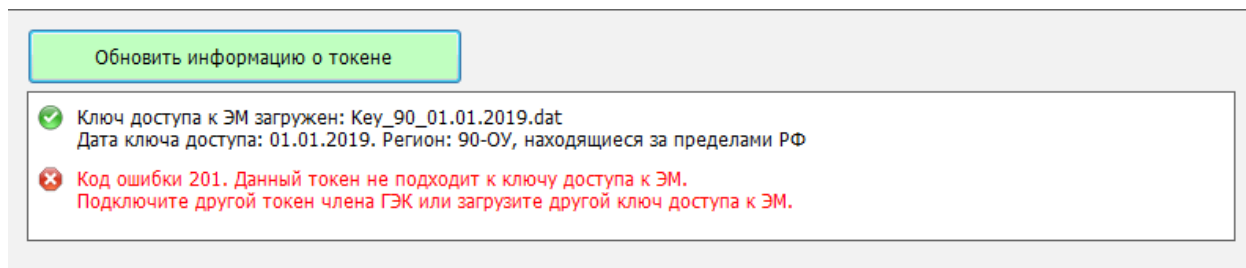 Обновить информацию о токене
Ключ доступа к ЭМ загружен: Key_90_01.01.2019.dat
Дата ключа доступа: 01.01.2019. Регион: 90-ОУ, находящиеся за пределами РФ
Код ошибки 201. Данный токен не подходит к ключу доступа к ЭМ.
Подключите другой токен члена ГЭК или загрузите другой ключ доступа к ЭМ.